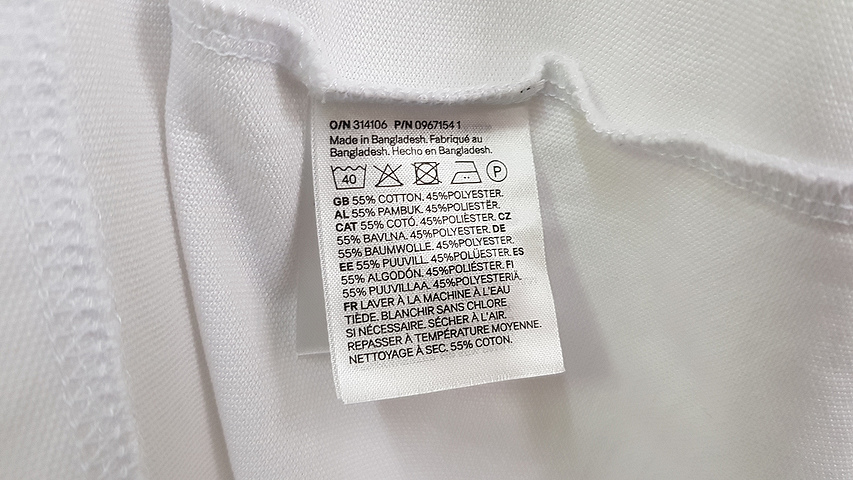 O/N 314106 P/N 0967154 1
Made in Bangladesh. Fabriqué au
Bangladesh. Hecho en Bangladesh.
40 P
GB 55% COTTON. 45%POLYESTER.
AL 55% PAMBUK. 45%POLIESTËR.
CAT 55% COTÓ. 45%POLIÈSTER. CZ
55% BAVLNA. 45%POLYESTER. DE
55% BAUMWOLLE. 45%POLYESTER.
EE 55% PUUVILL. 45%POLÜESTER. ES
55% ALGODÓN. 45%POLIÉSTER. FI
55% PUUVILLAA. 45%POLYESTERIÄ.
FR LAVER À LA MACHINE À L'EAU
TIÈDE. BLANCHIR SANS CHLORE
SI NÉCESSAIRE. SÉCHER À L'AIR.
REPASSER À TEMPÉRATURE MOYENNE.
NETTOYAGE À SEC. 55% COTON.